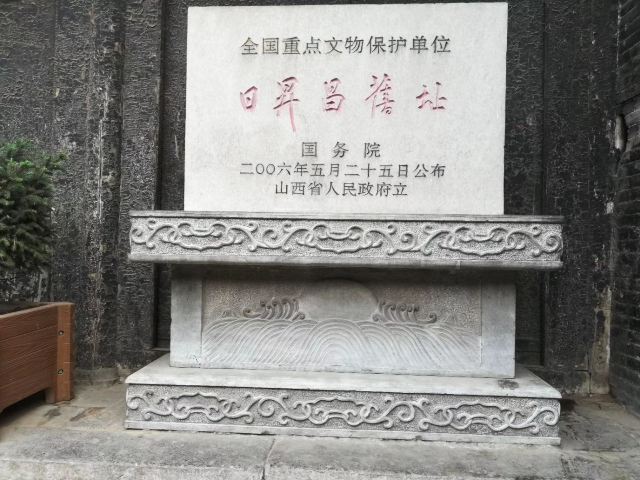 全国重点文物保护单位
日昇昌舊址
国务院
二〇〇六年五月二十五日公布
山西省人民政府立